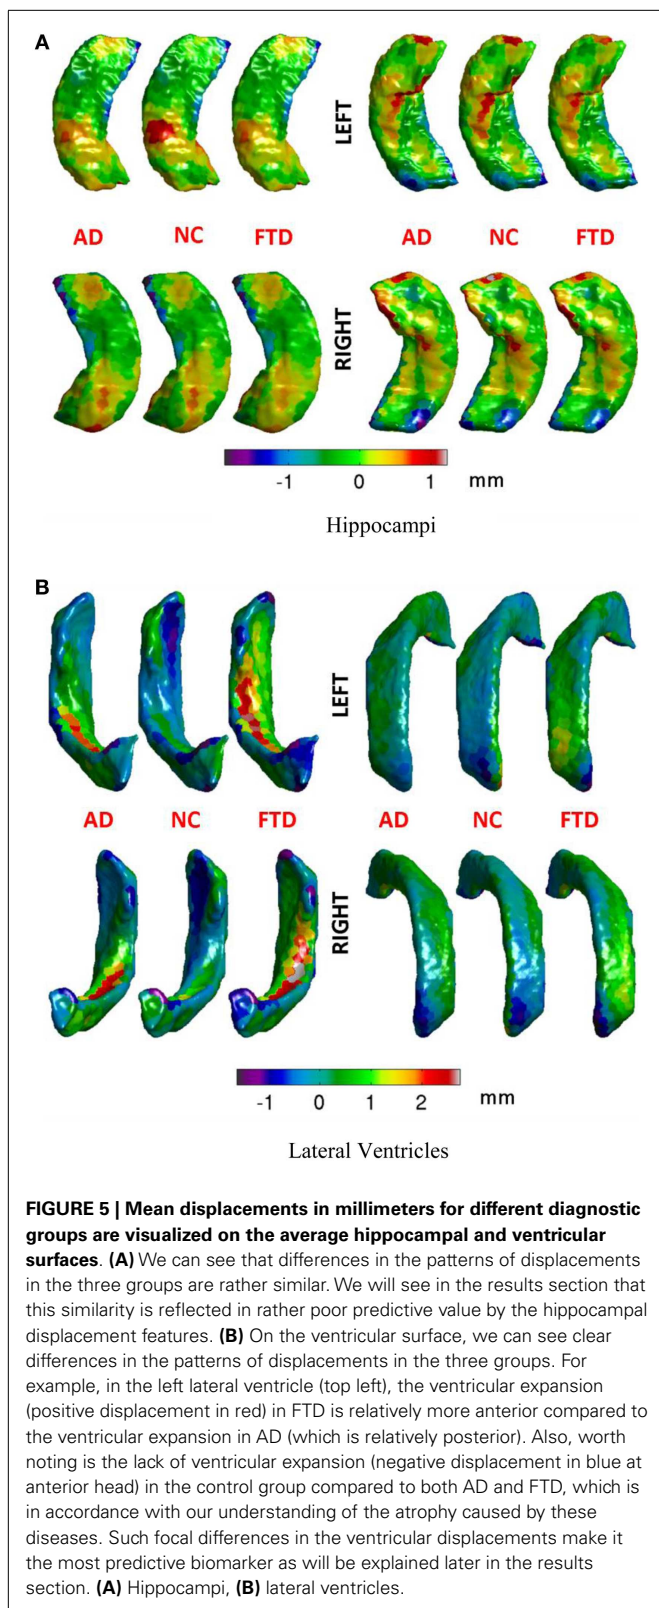 A
LEFT
AD NC FTD AD NC FTD
RIGHT
-1 0 1 mm
Hippocampi
B
LEFT
AD NC FTD AD NC FTD
RIGHT
-1 0 1 2 mm
Lateral Ventricles
FIGURE 5 | Mean displacements in millimeters for different diagnostic
groups are visualized on the average hippocampal and ventricular
surfaces. (A) We can see that differences in the patterns of displacements
in the three groups are rather similar. We will see in the results section that
this similarity is reflected in rather poor predictive value by the hippocampal
displacement features. (B) On the ventricular surface, we can see clear
differences in the patterns of displacements in the three groups. For
example, in the left lateral ventricle (top left), the ventricular expansion
(positive displacement in red) in FTD is relatively more anterior compared to
the ventricular expansion in AD (which is relatively posterior). Also, worth
noting is the lack of ventricular expansion (negative displacement in blue at
anterior head) in the control group compared to both AD and FTD, which is
in accordance with our understanding of the atrophy caused by these
diseases. Such focal differences in the ventricular displacements make it
the most predictive biomarker as will be explained later in the results
section. (A) Hippocampi, (B) lateral ventricles.